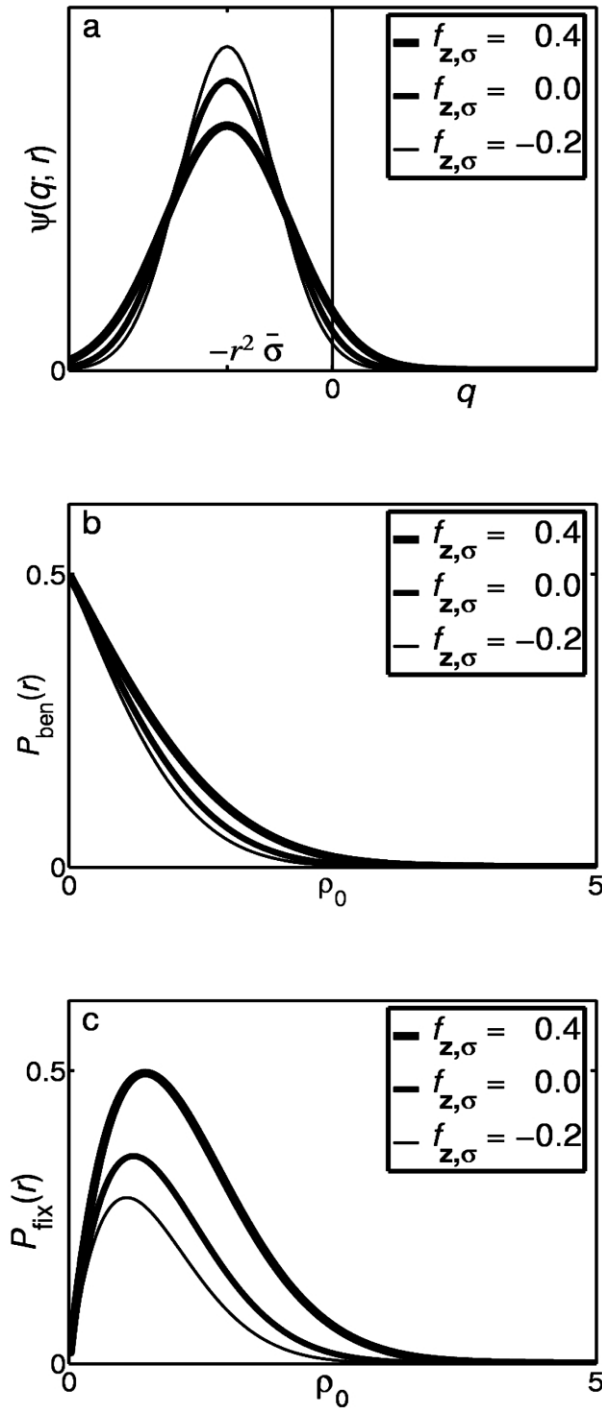 a
f z,σ = 0.4
f z,σ = 0.0
f z,σ = −0.2
ψ(q; r)
−r² σ̄
0
0
q
b
f z,σ = 0.4
f z,σ = 0.0
f z,σ = −0.2
0.5
P ben (r)
0
0
ρ₀
5
c
f z,σ = 0.4
f z,σ = 0.0
f z,σ = −0.2
0.5
P fix (r)
0
0
ρ₀
5